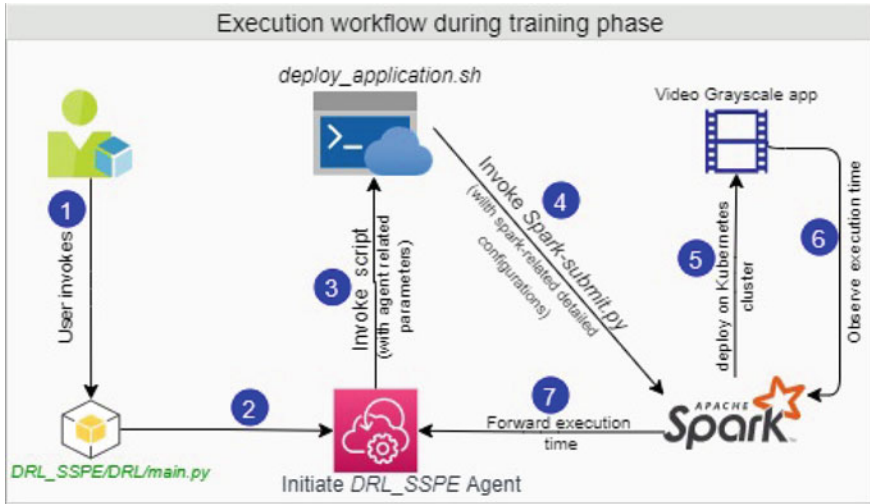 Execution workflow during training phase
deploy_application.sh
Video Grayscale app
>_
1
User invokes
2
DRL_SSPE/DRL/main.py
3
Invoke script
(with agent related
parameters)
4
Invoke Spark-submit.py
(wiith spark-related detailed
configurations)
5
deploy on Kubernetes
cluster
6
Observe execution time
7
Forward execution
time
APACHE
Spark
TM
Initiate DRL_SSPE Agent